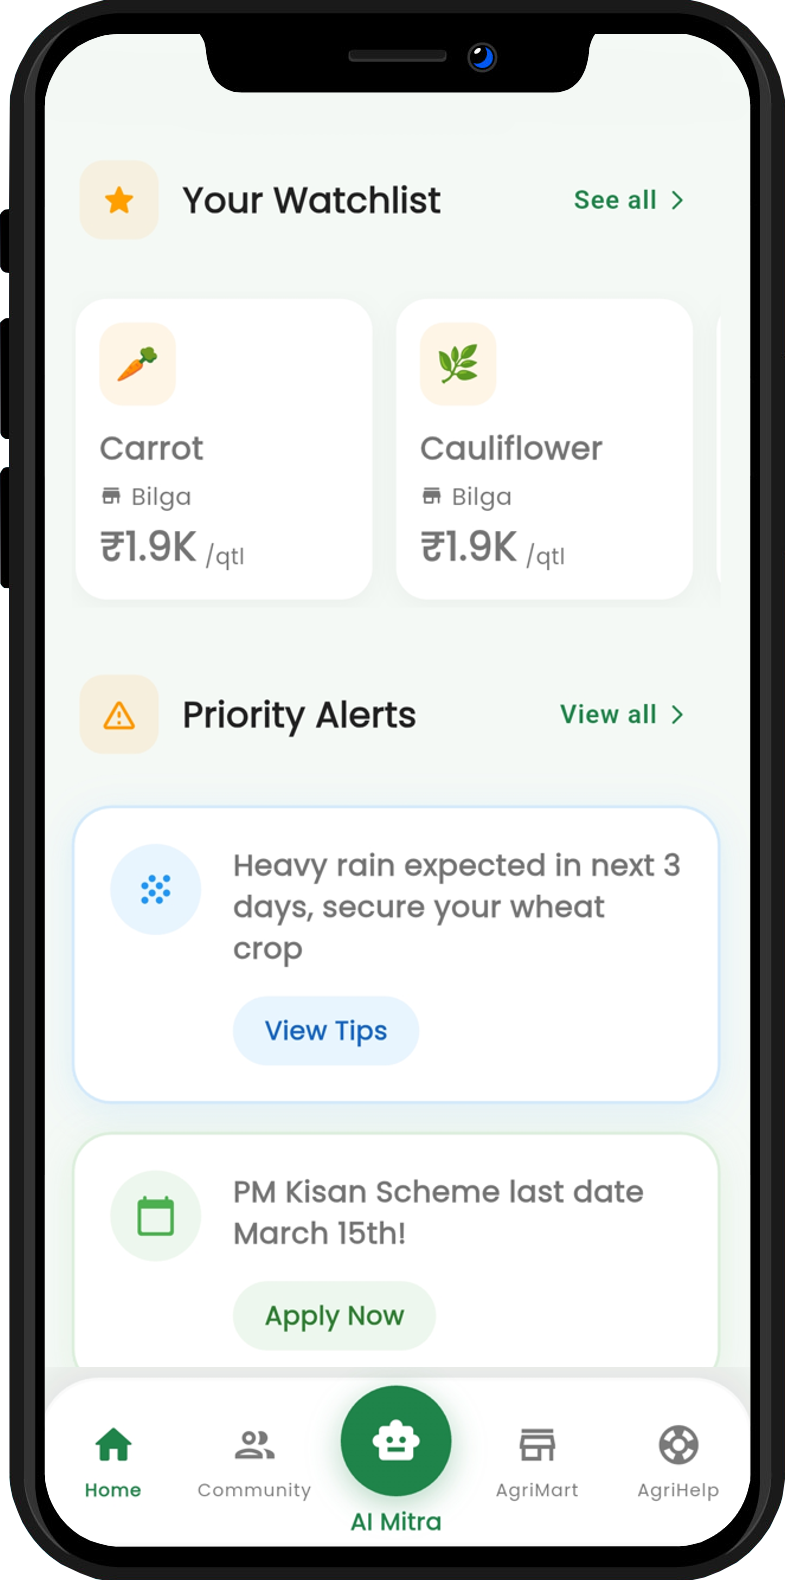 Your Watchlist
See all
Carrot
Bilga
₹1.9K /qtl
Cauliflower
Bilga
₹1.9K /qtl
Priority Alerts
View all
Heavy rain expected in next 3
days, secure your wheat
crop
View Tips
PM Kisan Scheme last date
March 15th!
Apply Now
Home
Community
AI Mitra
AgriMart
AgriHelp